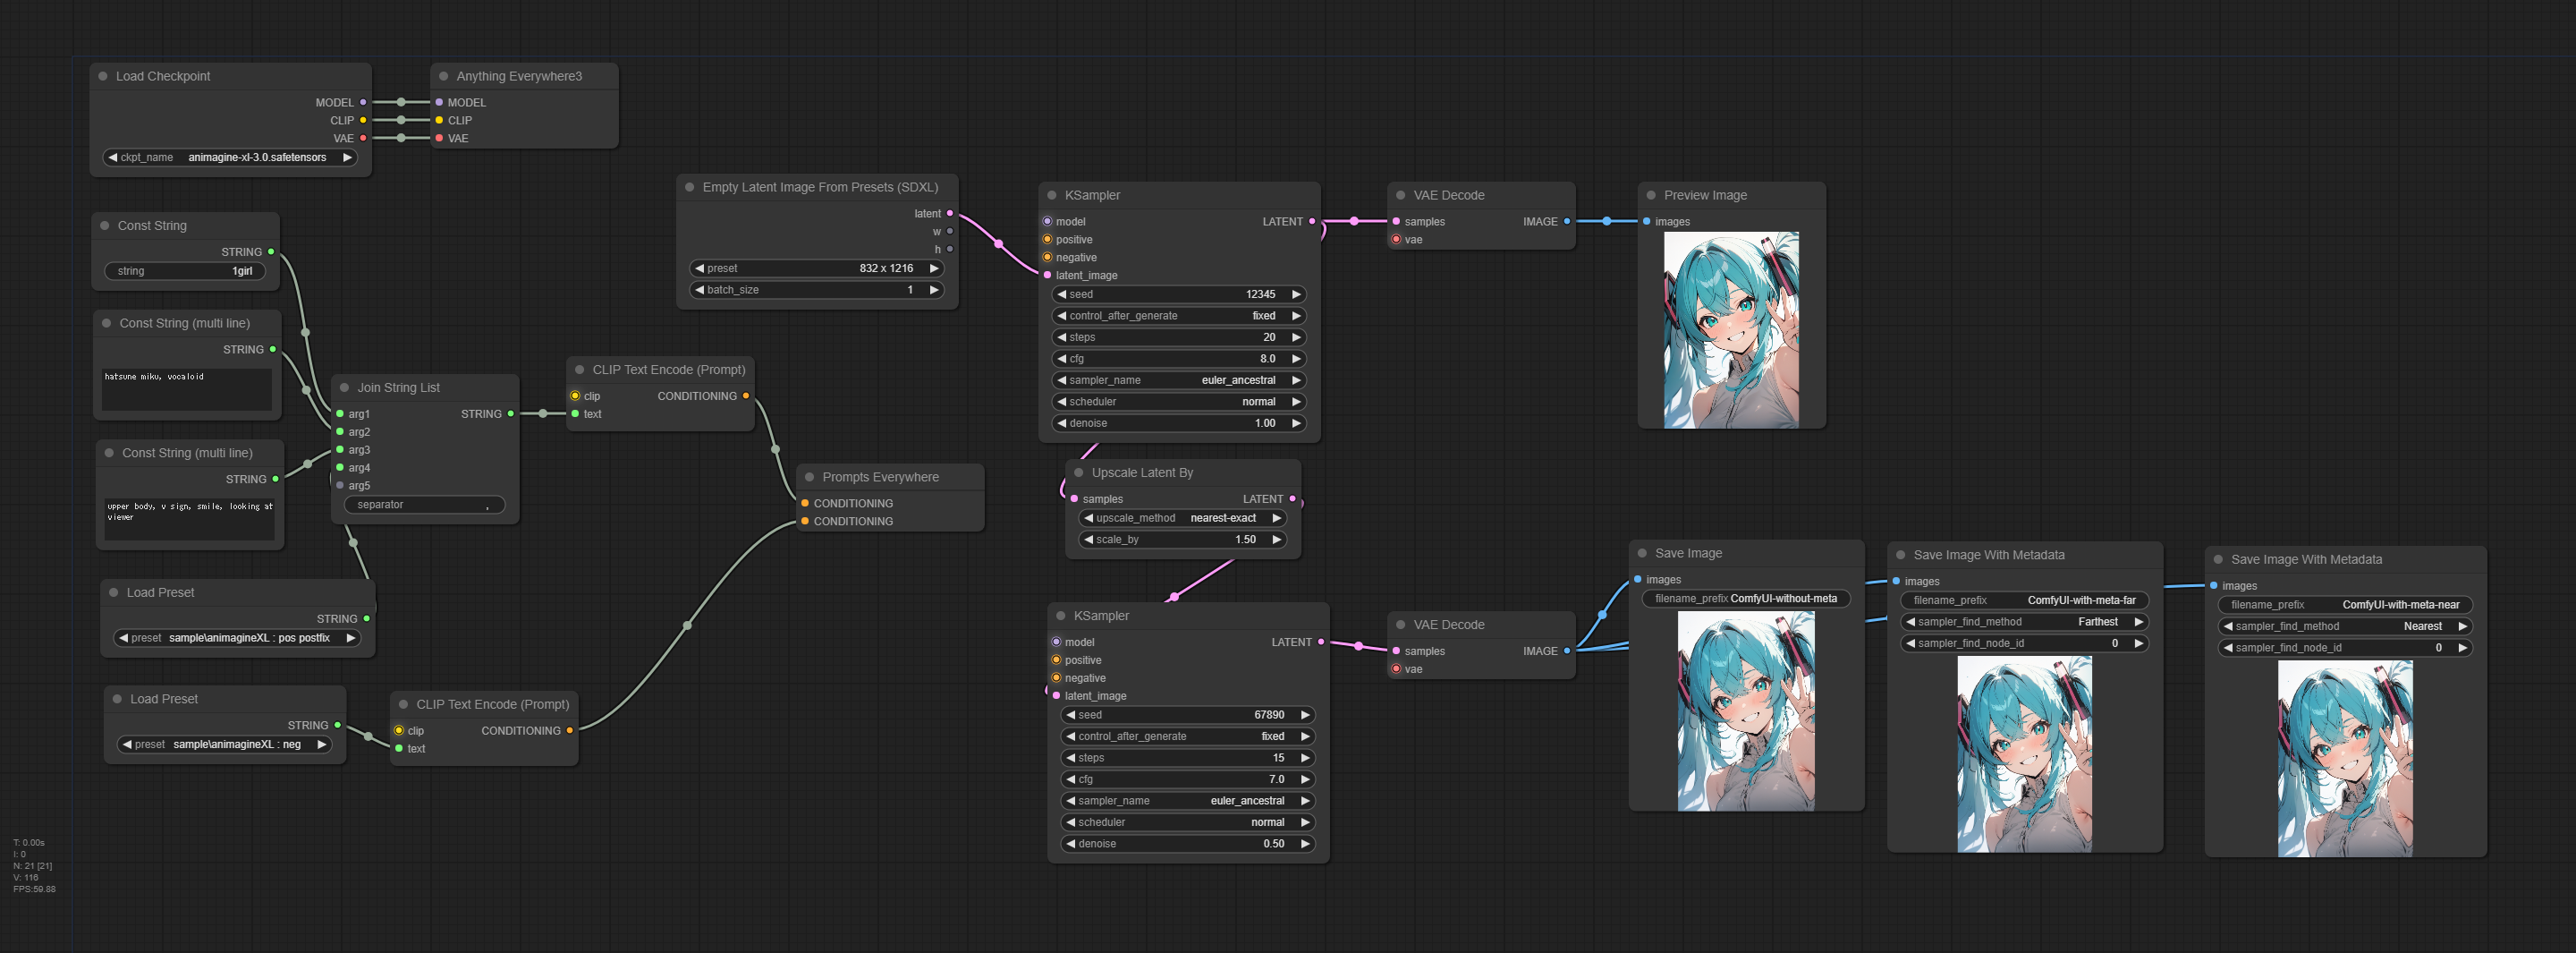 Load Checkpoint
MODEL
CLIP
VAE
ckpt_name animagine-xl-3.0.safetensors
Anything Everywhere3
MODEL
CLIP
VAE
Const String
STRING
string 1girl
Const String (multi line)
STRING
hatsune miku, vocaloid
Const String (multi line)
STRING
upper body, v sign, smile, looking at
viewer
Load Preset
STRING
preset sample\animagineXL : pos postfix
Load Preset
STRING
preset sample\animagineXL : neg
Join String List
arg1 STRING
arg2
arg3
arg4
arg5
separator ,
CLIP Text Encode (Prompt)
clip CONDITIONING
text
CLIP Text Encode (Prompt)
clip CONDITIONING
text
Prompts Everywhere
CONDITIONING
CONDITIONING
Empty Latent Image From Presets (SDXL)
latent
w
h
preset 832 x 1216
batch_size 1
KSampler
model LATENT
positive
negative
latent_image
seed 12345
control_after_generate fixed
steps 20
cfg 8.0
sampler_name euler_ancestral
scheduler normal
denoise 1.00
VAE Decode
samples IMAGE
vae
Preview Image
images
Upscale Latent By
samples LATENT
upscale_method nearest-exact
scale_by 1.50
KSampler
model LATENT
positive
negative
latent_image
seed 67890
control_after_generate fixed
steps 15
cfg 7.0
sampler_name euler_ancestral
scheduler normal
denoise 0.50
VAE Decode
samples IMAGE
vae
Save Image
images
filename_prefix ComfyUI-without-meta
Save Image With Metadata
images
filename_prefix ComfyUI-with-meta-far
sampler_find_method Farthest
sampler_find_node_id 0
Save Image With Metadata
images
filename_prefix ComfyUI-with-meta-near
sampler_find_method Nearest
sampler_find_node_id 0
T: 0.00s
I: 0
N: 21 [21]
V: 116
FPS:59.88